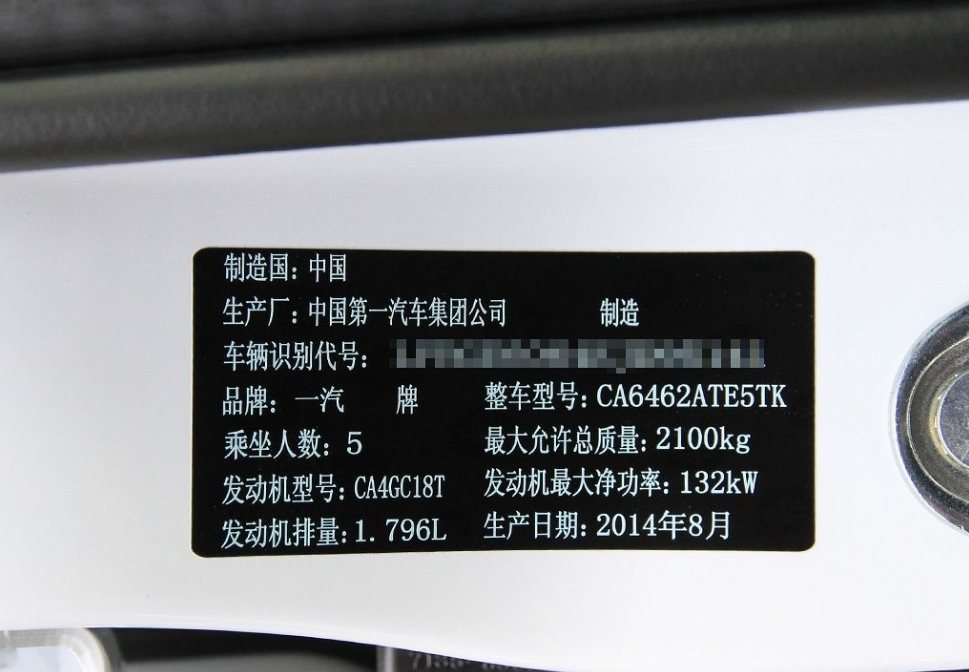 制造国：中国
生产厂：中国第一汽车集团公司 制造
车辆识别代号：
品牌：一汽 牌 整车型号：CA6462ATE5TK
乘坐人数：5 最大允许总质量：2100kg
发动机型号：CA4GC18T 发动机最大净功率：132kW
发动机排量：1.796L 生产日期：2014年8月